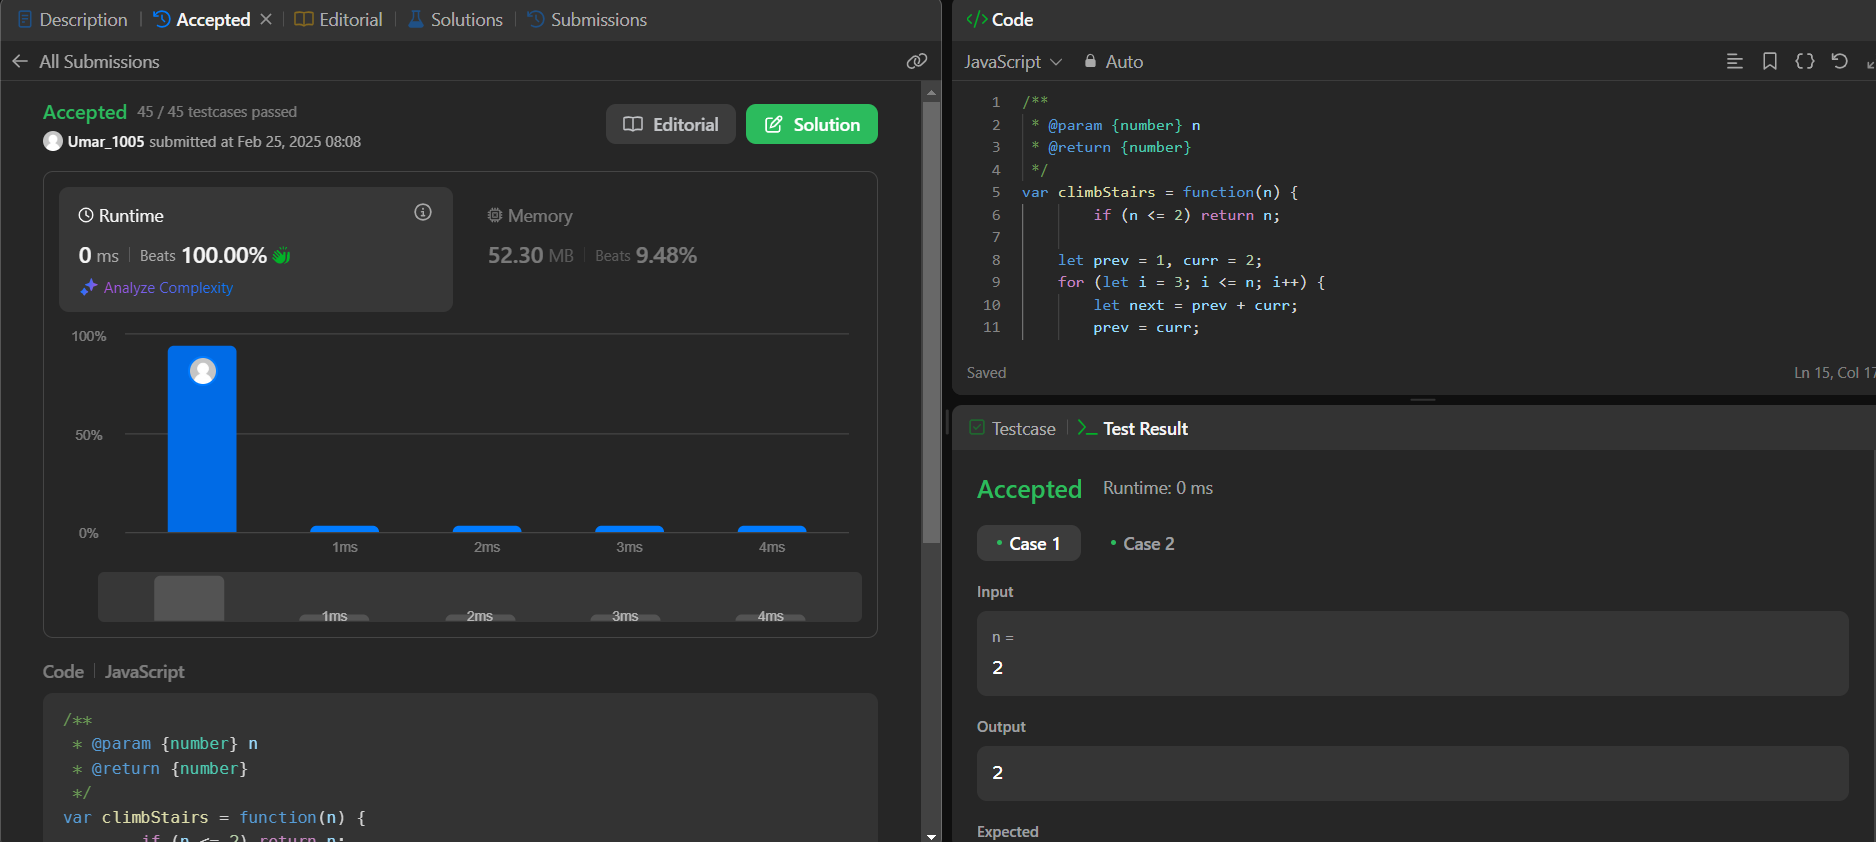 Description
Accepted
Editorial
Solutions
Submissions
All Submissions
Accepted 45 / 45 testcases passed
Umar_1005 submitted at Feb 25, 2025 08:08
Editorial
Solution
Runtime
0 ms Beats 100.00%
Analyze Complexity
Memory
52.30 MB Beats 9.48%
100%
50%
0%
1ms 2ms 3ms 4ms
1ms 2ms 3ms 4ms
Code JavaScript
/**
* @param {number} n
* @return {number}
*/
var climbStairs = function(n) {
if (n <= 2) return n;
</> Code
JavaScript Auto
1 /**
2 * @param {number} n
3 * @return {number}
4 */
5 var climbStairs = function(n) {
6 if (n <= 2) return n;
7
8 let prev = 1, curr = 2;
9 for (let i = 3; i <= n; i++) {
10 let next = prev + curr;
11 prev = curr;
Saved
Ln 15, Col 17
Testcase
Test Result
Accepted Runtime: 0 ms
Case 1
Case 2
Input
n =
2
Output
2
Expected